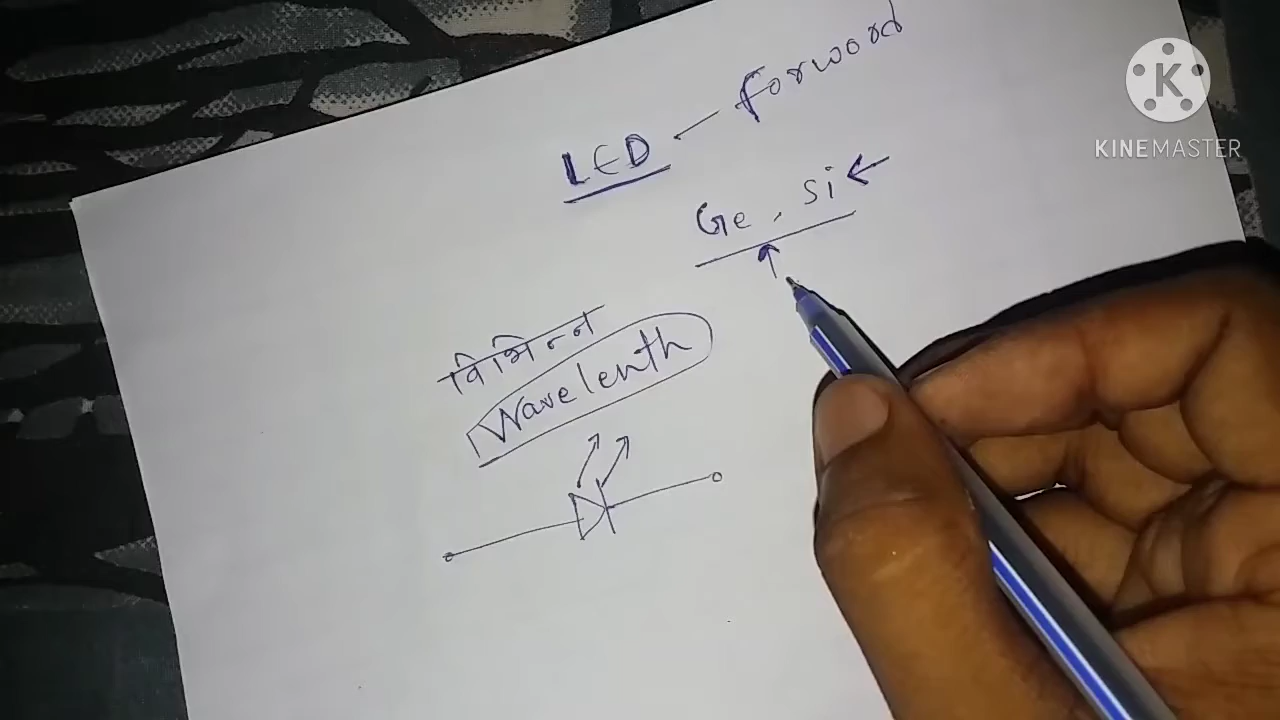 LED — forword
Ge, Si ←
विभिन्न
Wavelenth
K
KINEMASTER